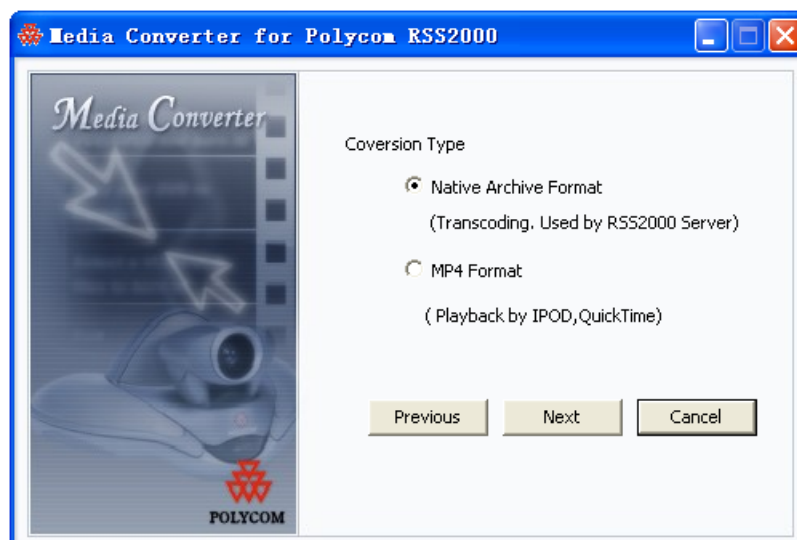 Media Converter for Polycom RSS2000
Media Converter
Coversion Type
Native Archive Format
(Transcoding. Used by RSS2000 Server)
MP4 Format
( Playback by IPOD,QuickTime)
Previous
Next
Cancel
POLYCOM